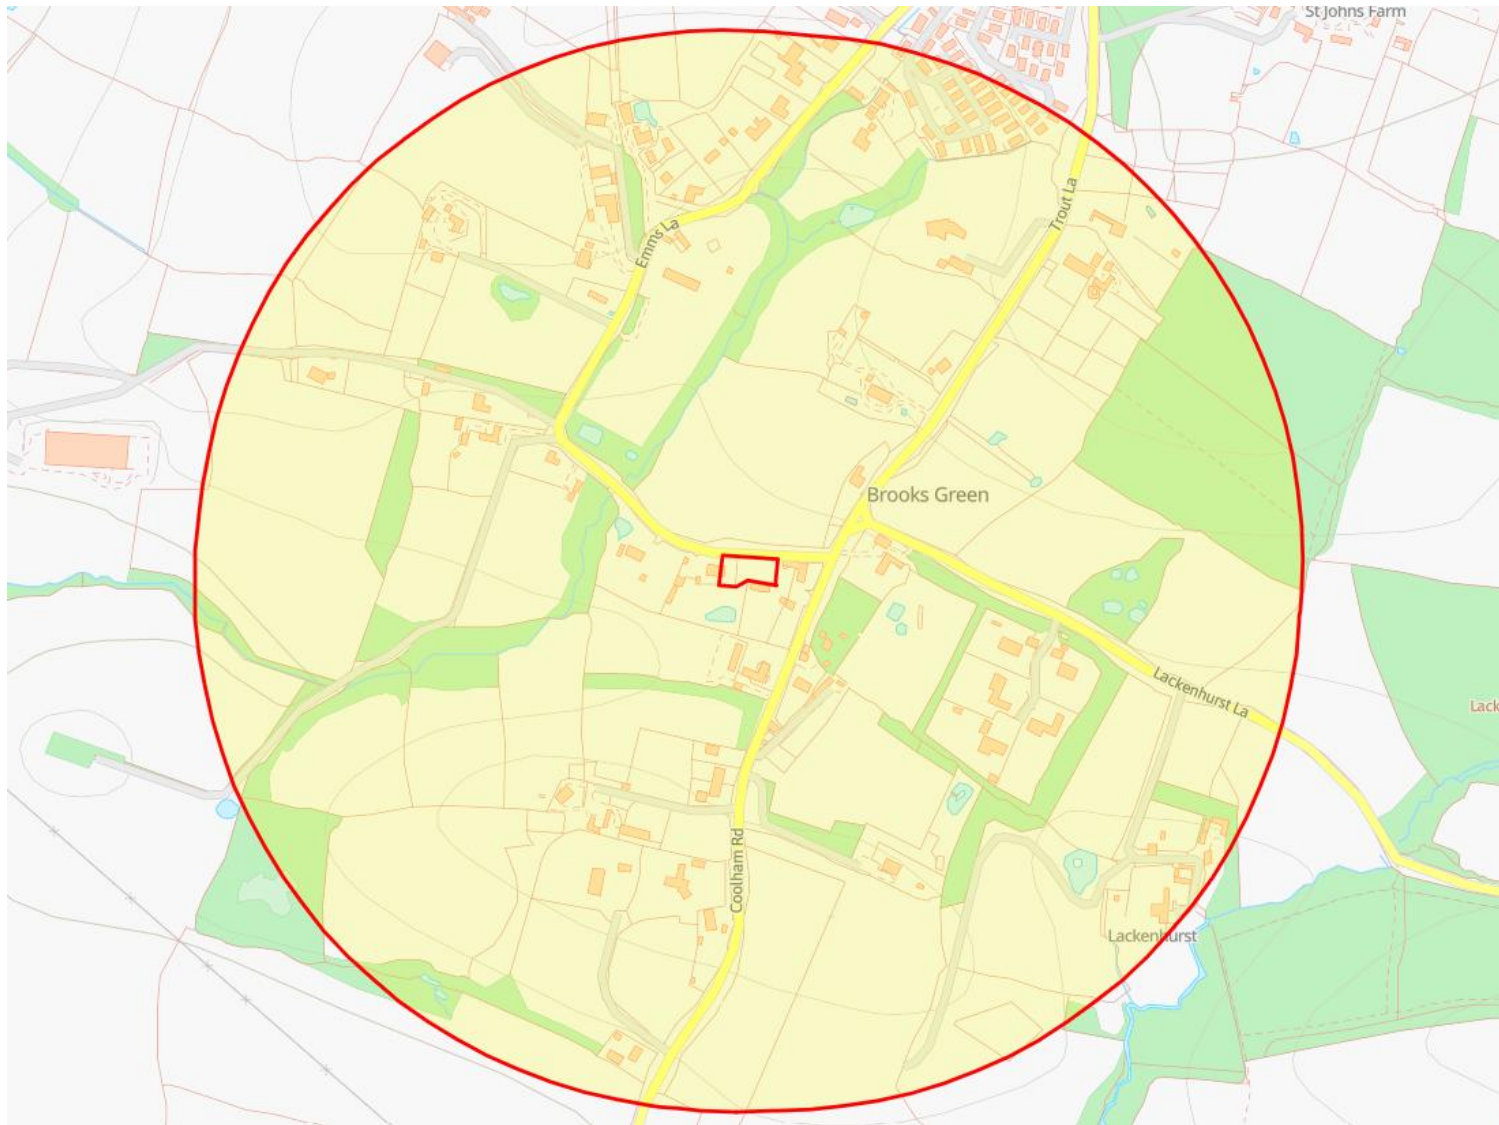 St Johns Farm
Trout La
Emms La
Brooks Green
Lackenhurst La
Lack
Coolham Rd
Lackenhurst